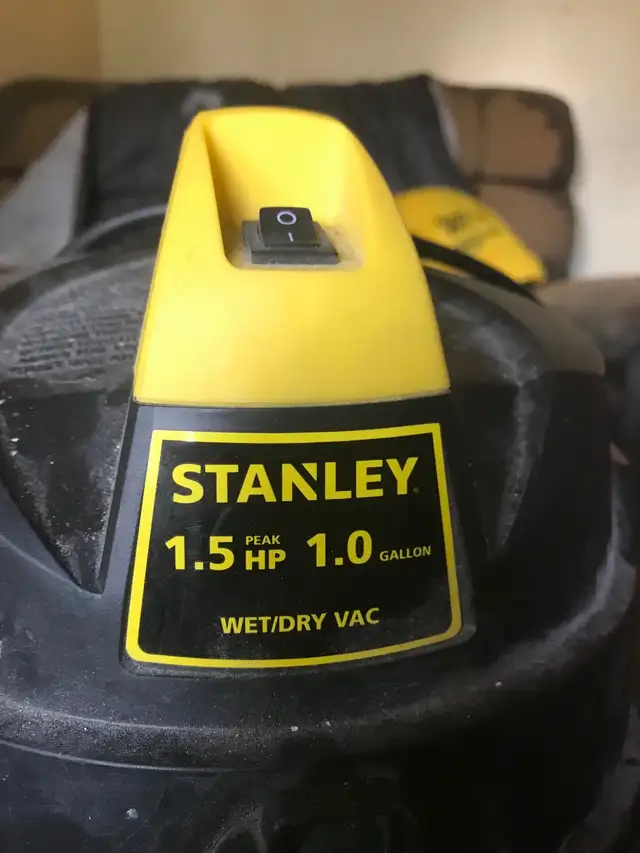 O
I
STANLEY
1.5 PEAK HP 1.0 GALLON
WET/DRY VAC